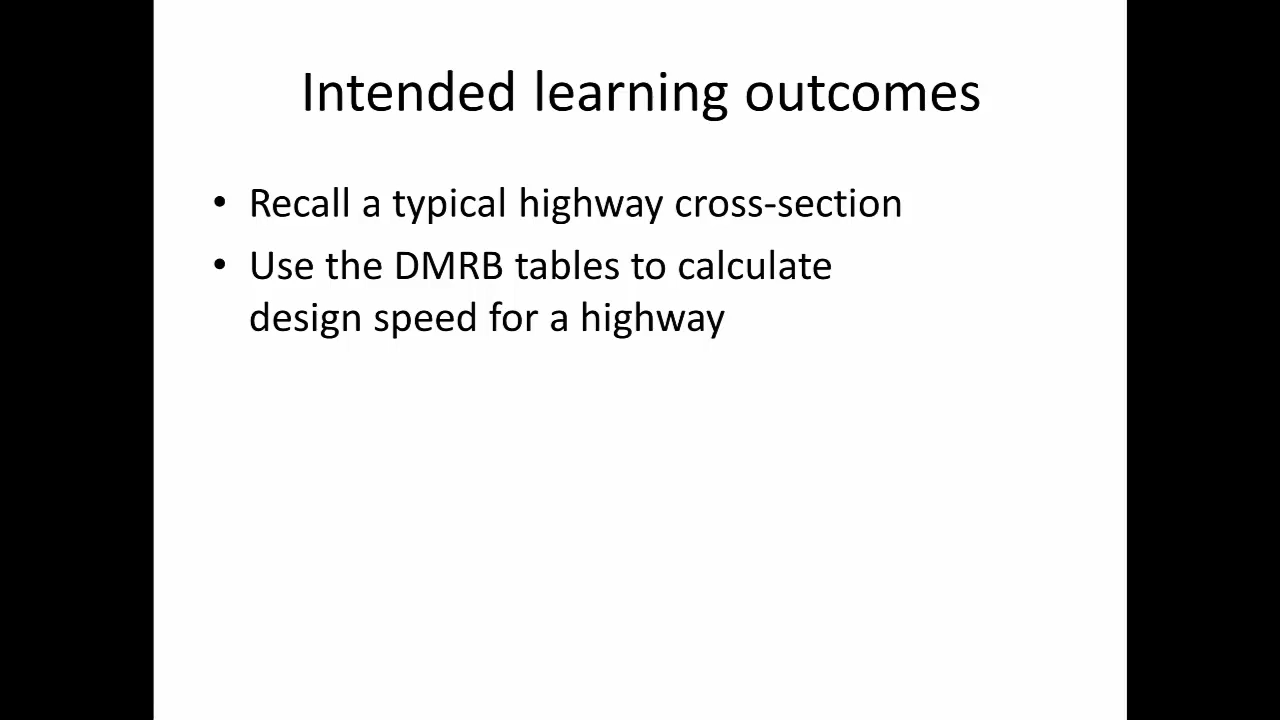 Intended learning outcomes
• Recall a typical highway cross-section
• Use the DMRB tables to calculate
design speed for a highway